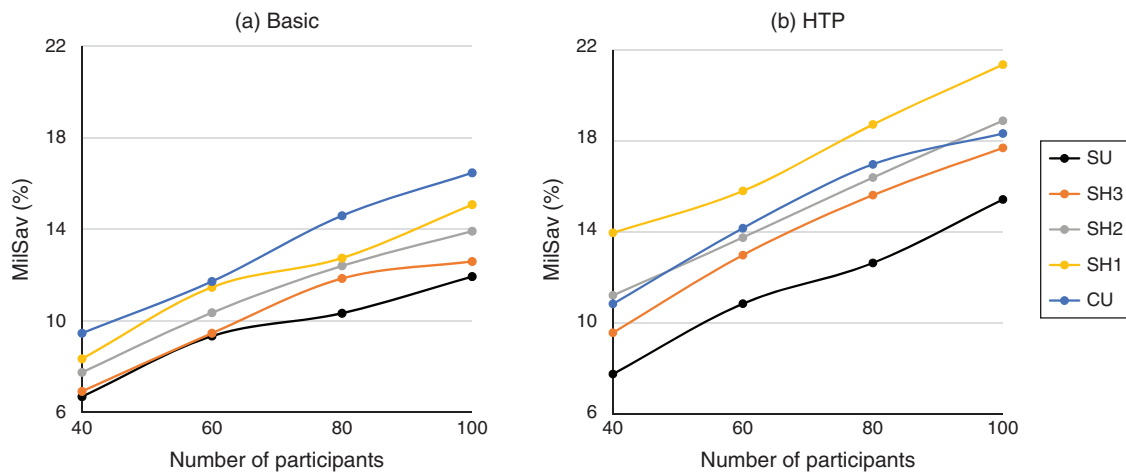 (a) Basic
22
18
14
10
6
MilSav (%)
40 60 80 100
Number of participants
(b) HTP
22
18
14
10
6
MilSav (%)
40 60 80 100
Number of participants
SU
SH3
SH2
SH1
CU